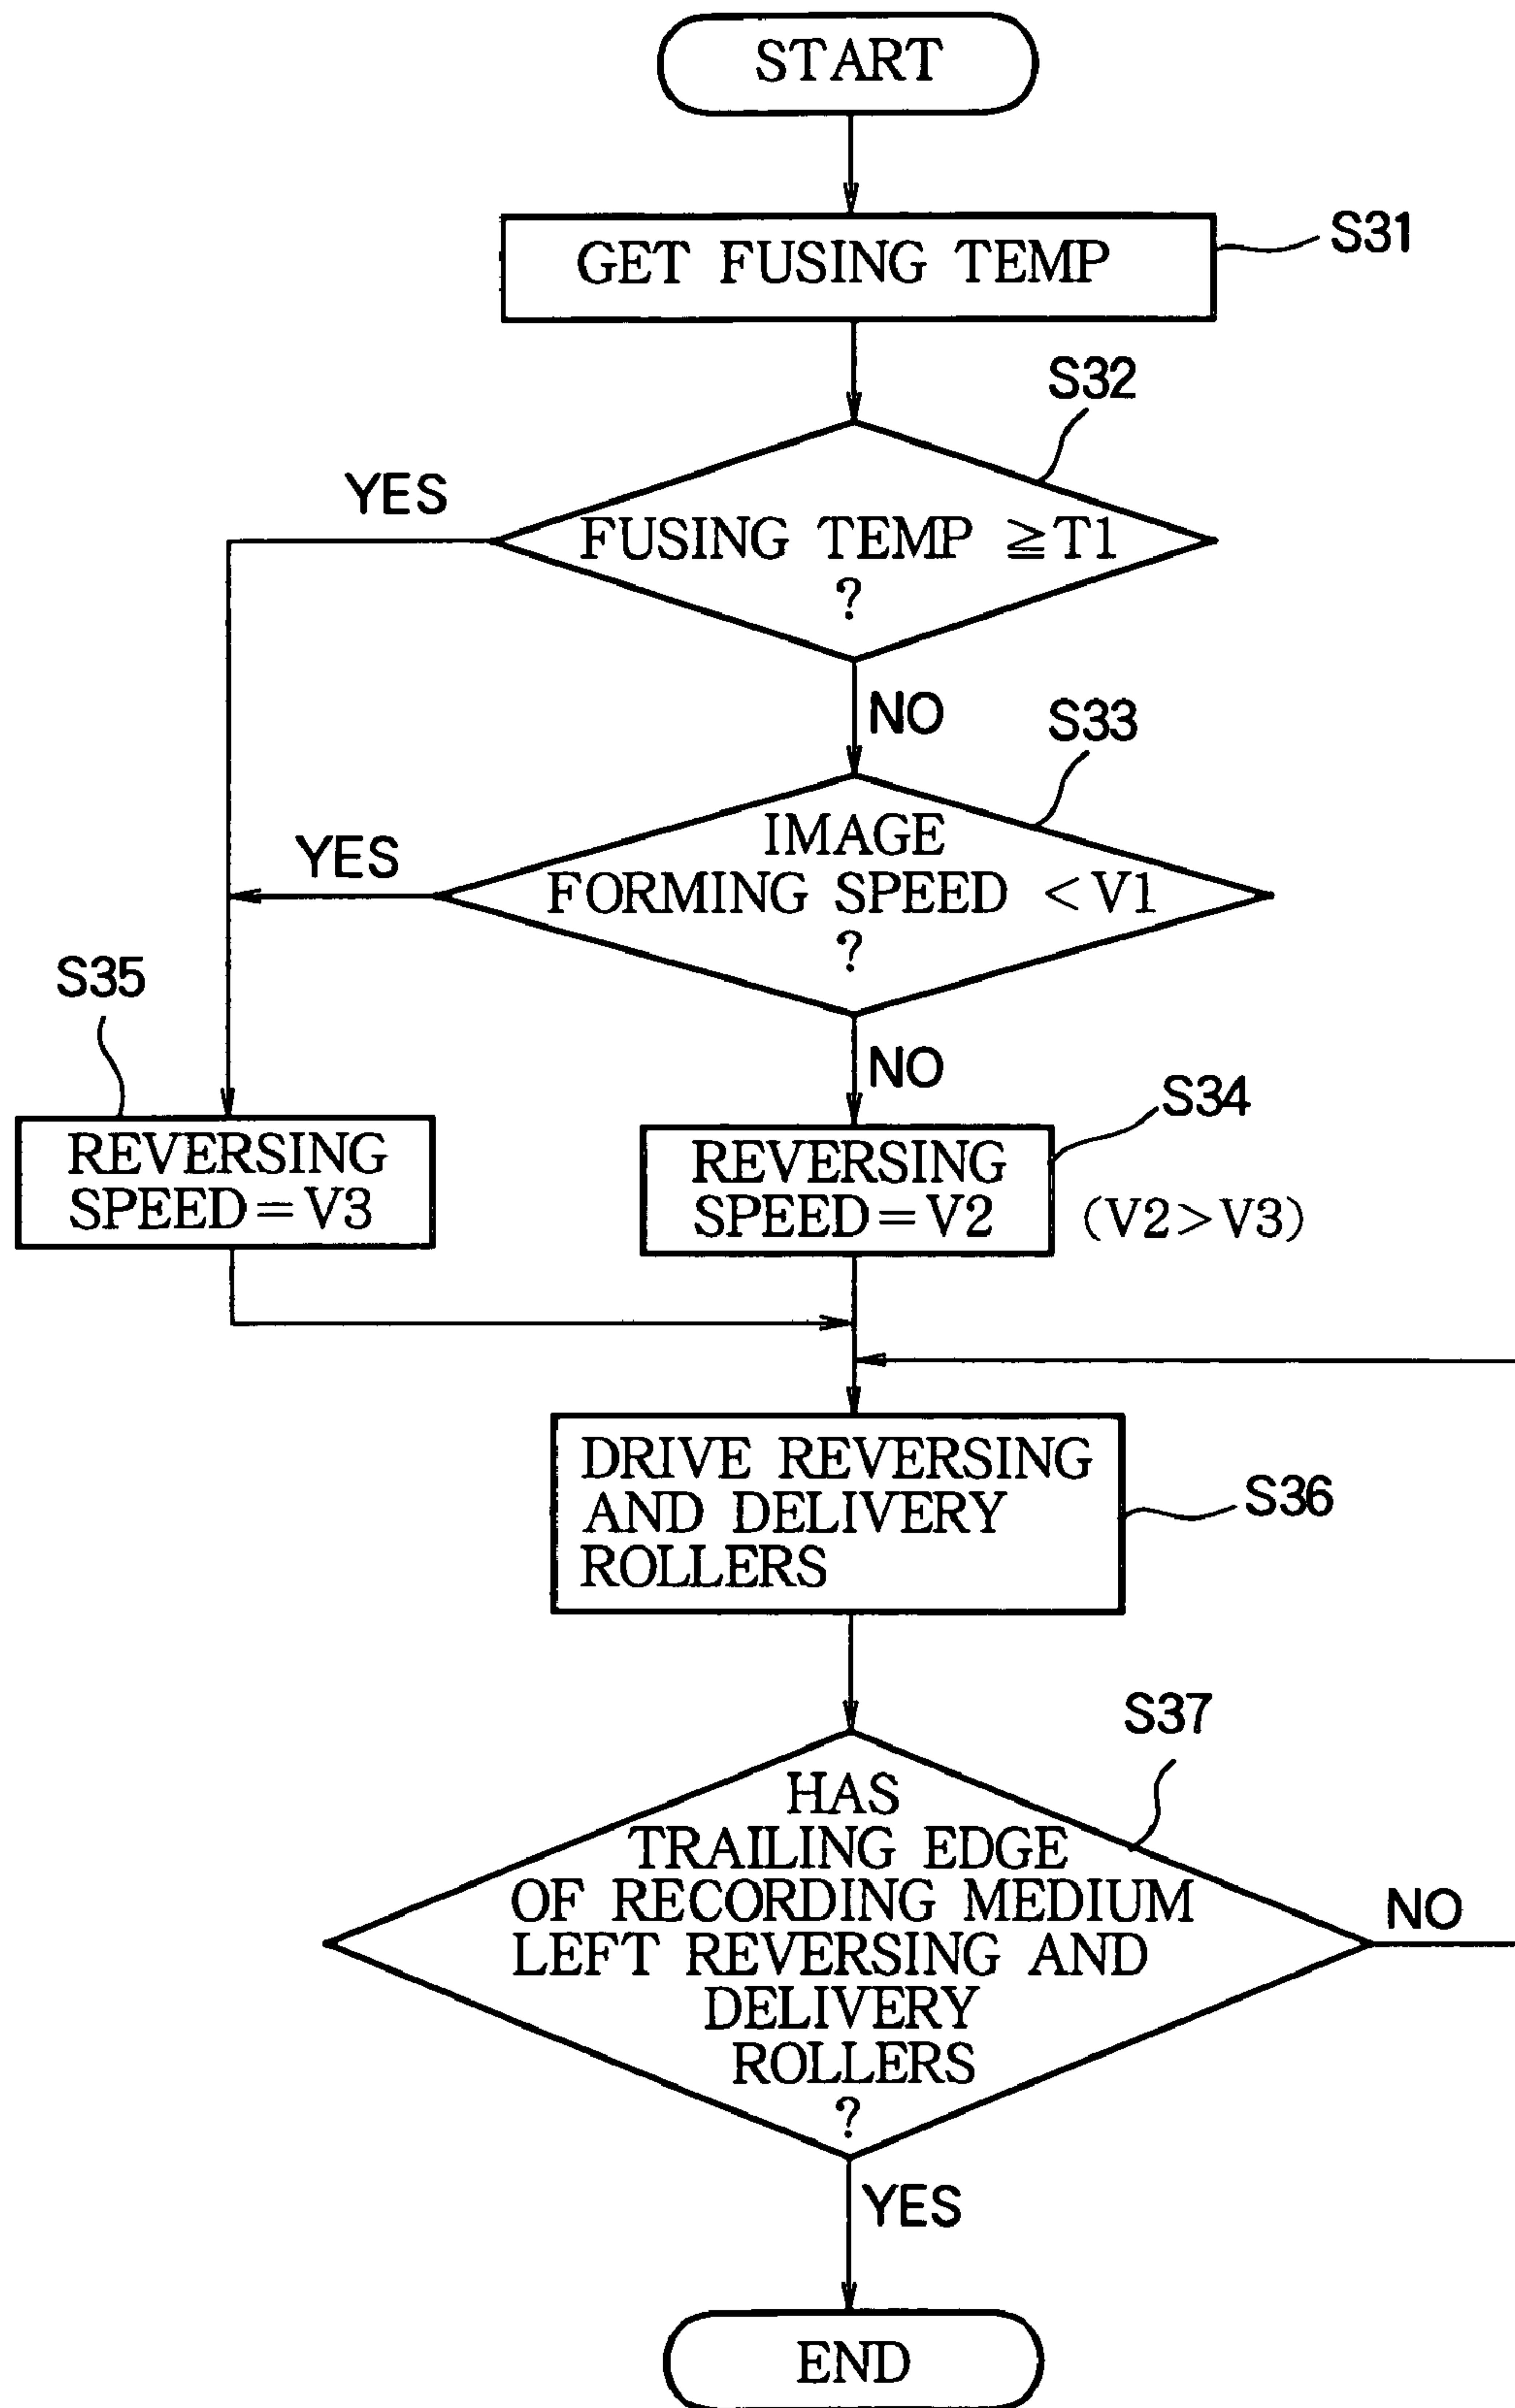 START
GET FUSING TEMP
S31
S32
YES
FUSING TEMP ≧T1
?
NO
S33
YES
IMAGE
FORMING SPEED <V1
?
S35
NO
S34
REVERSING
SPEED=V3
REVERSING
SPEED=V2
(V2>V3)
DRIVE REVERSING
AND DELIVERY
ROLLERS
S36
S37
HAS
TRAILING EDGE
OF RECORDING MEDIUM
LEFT REVERSING AND
DELIVERY
ROLLERS
?
NO
YES
END